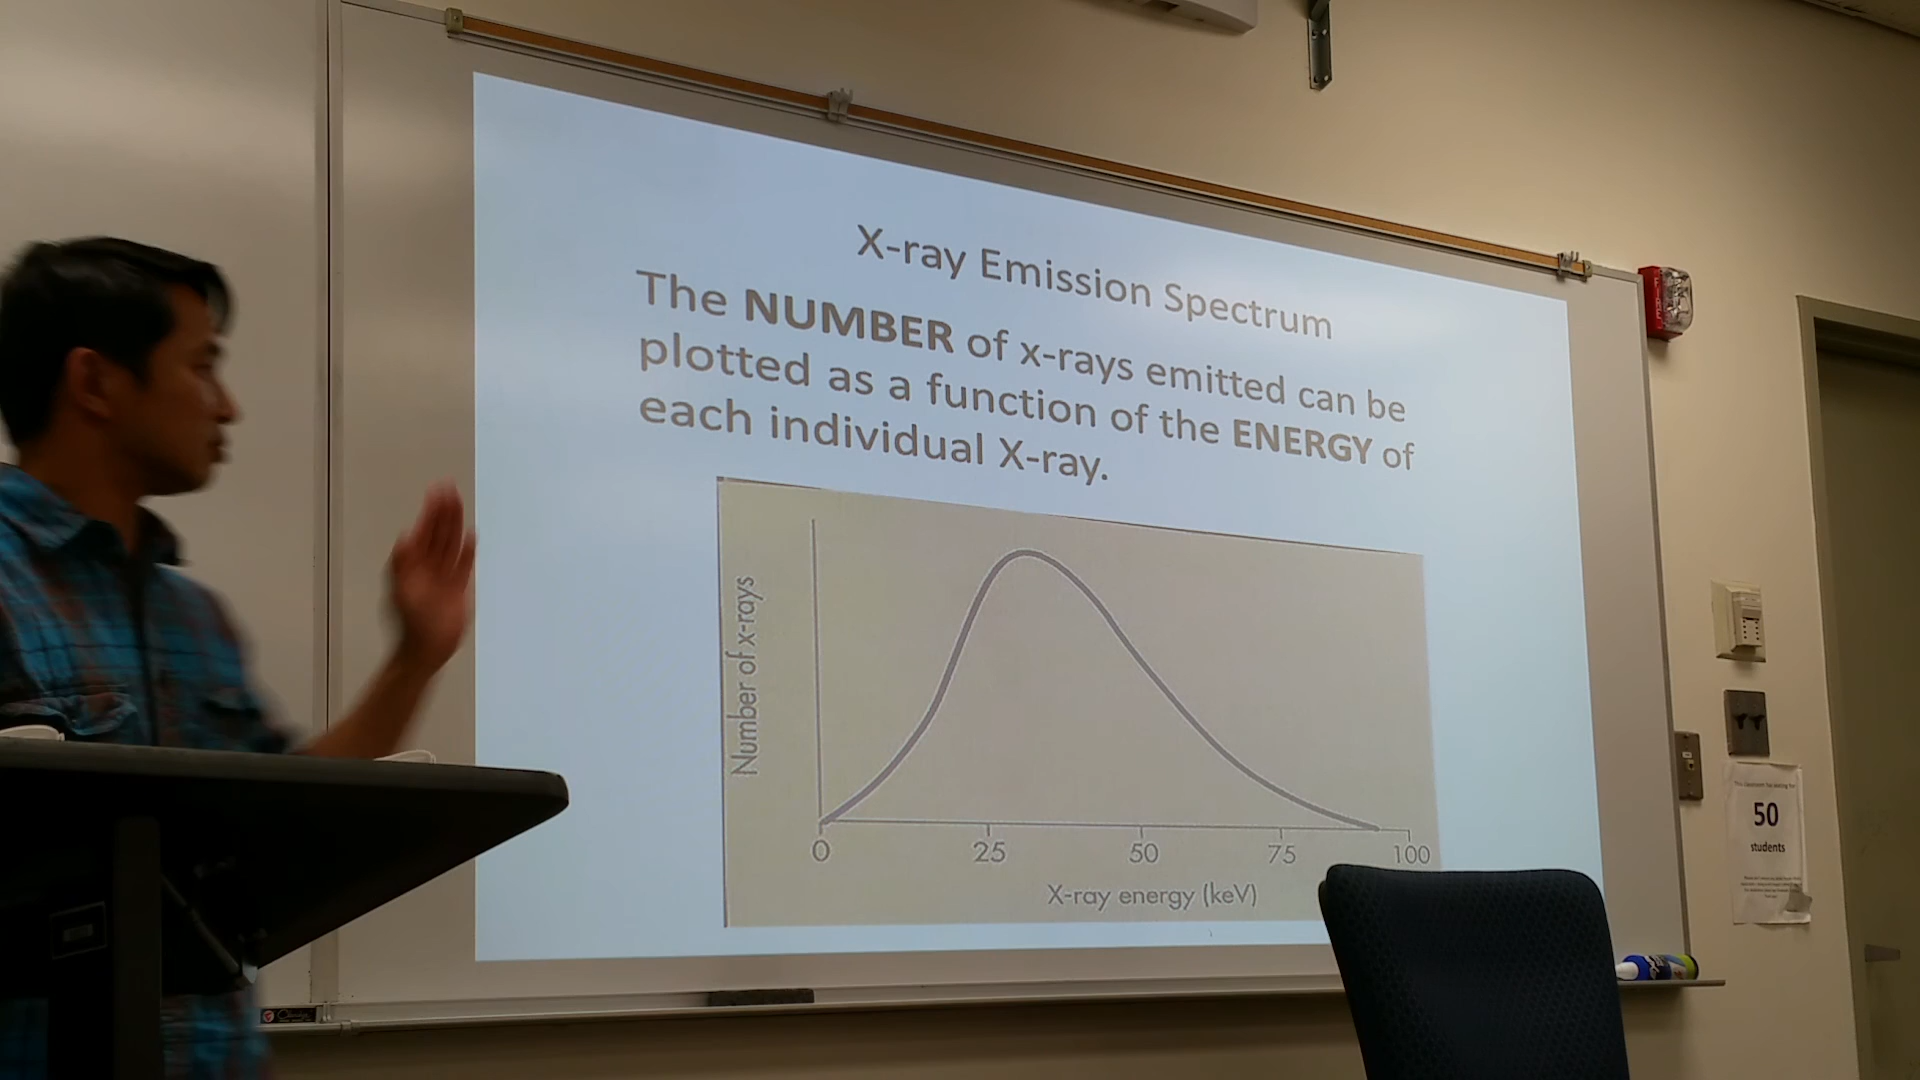 X-ray Emission Spectrum
The NUMBER of x-rays emitted can be
plotted as a function of the ENERGY of
each individual X-ray.
Number of x-rays
0 25 50 75 100
X-ray energy (keV)
FIRE
50
students